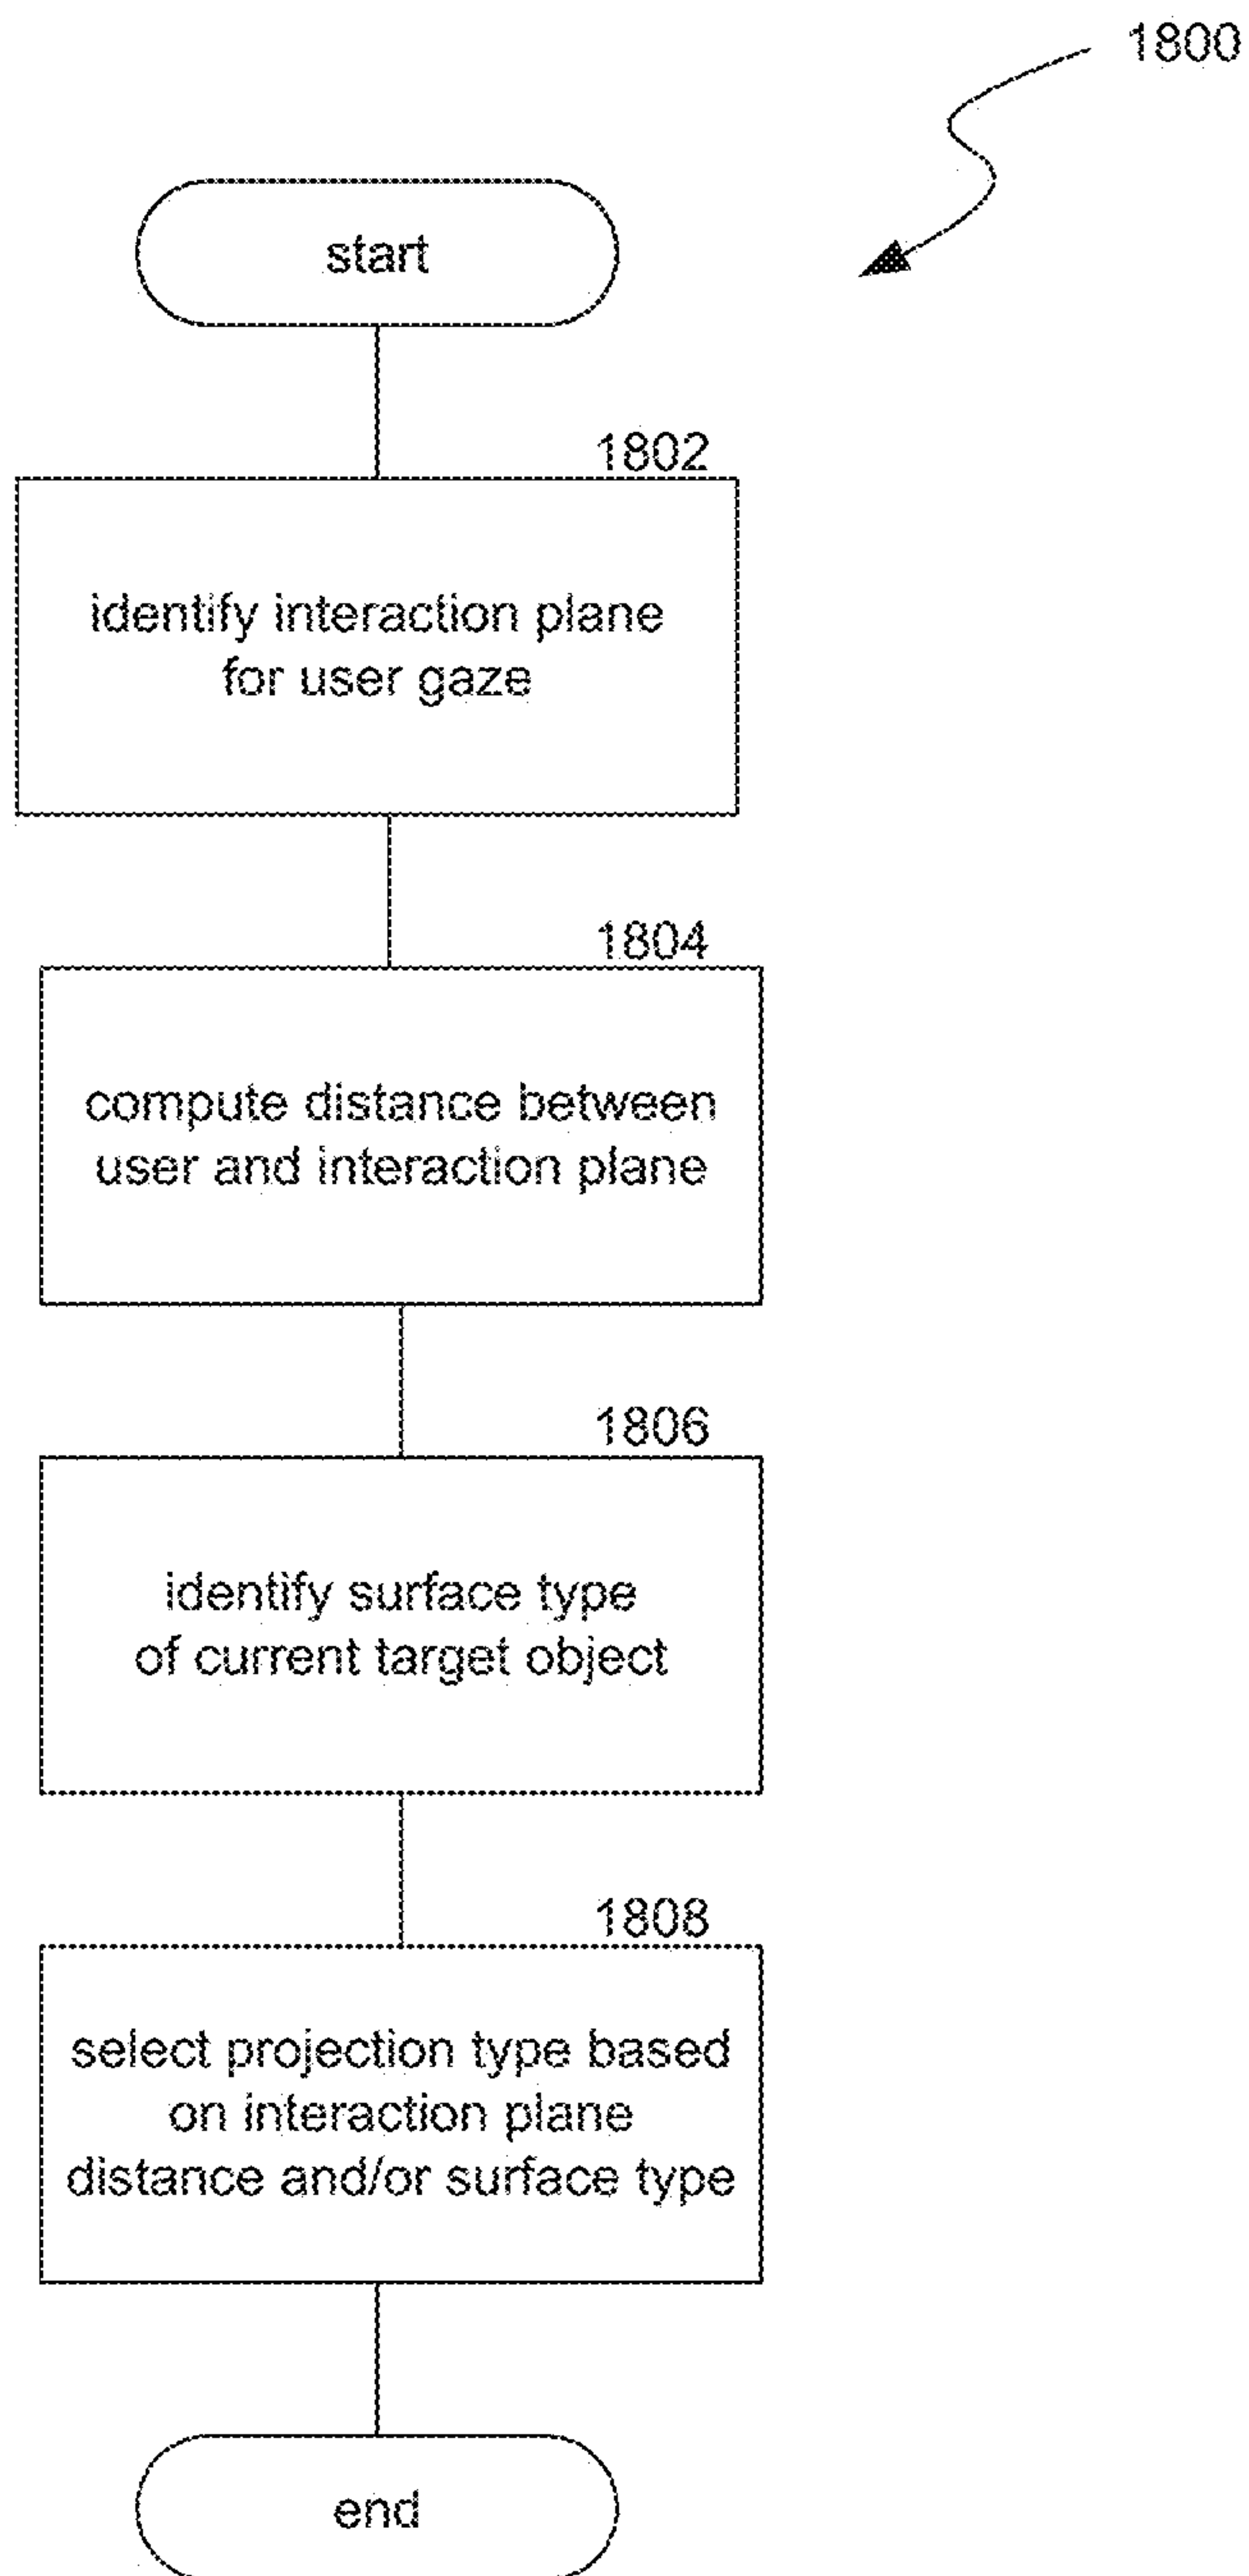 1800
start
1802
identify interaction plane
for user gaze
1804
compute distance between
user and interaction plane
1806
identify surface type
of current target object
1808
select projection type based
on interaction plane
distance and/or surface type
end